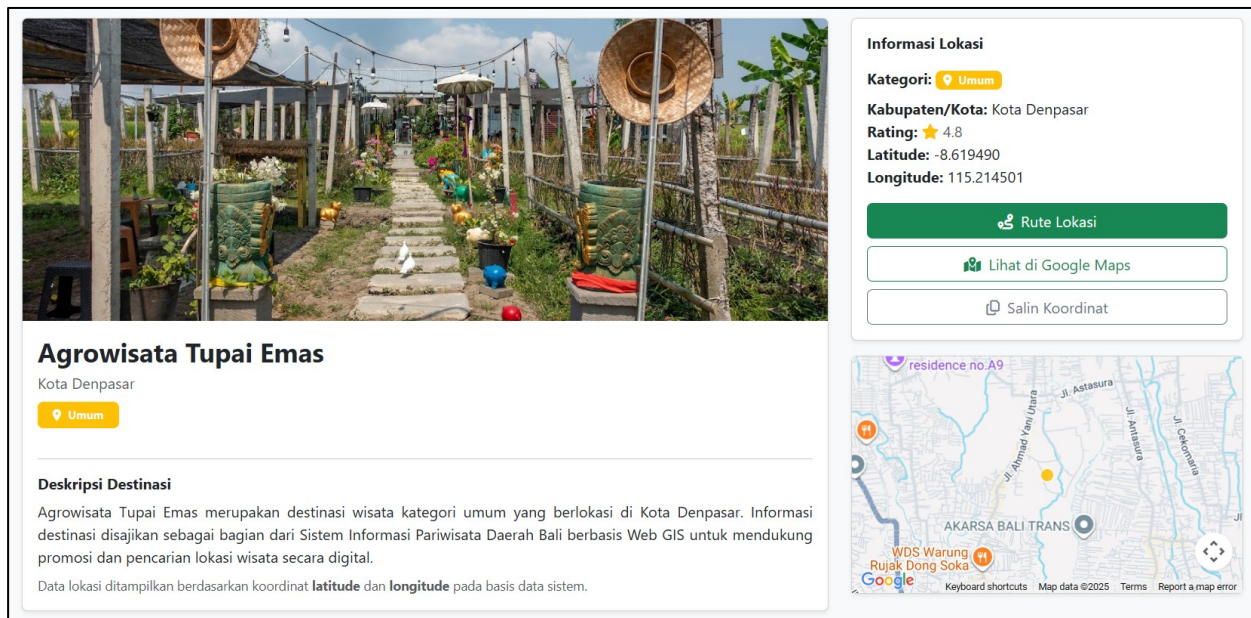 Agrowisata Tupai Emas
Kota Denpasar
Umum
Deskripsi Destinasi
Agrowisata Tupai Emas merupakan destinasi wisata kategori umum yang berlokasi di Kota Denpasar. Informasi
destinasi disajikan sebagai bagian dari Sistem Informasi Pariwisata Daerah Bali berbasis Web GIS untuk mendukung
promosi dan pencarian lokasi wisata secara digital.
Data lokasi ditampilkan berdasarkan koordinat latitude dan longitude pada basis data sistem.
Informasi Lokasi
Kategori: Umum
Kabupaten/Kota: Kota Denpasar
Rating: 4.8
Latitude: -8.619490
Longitude: 115.214501
Rute Lokasi
Lihat di Google Maps
Salin Koordinat
residence no.A9
Jl. Astasura
Jl. Ahmad Yani Utara
Jl. Antasura
Jl. Cekomaria
Jl
AKARSA BALI TRANS
WDS Warung
Rujak Dong Soka
Google
Keyboard shortcuts Map data ©2025 Terms Report a map error